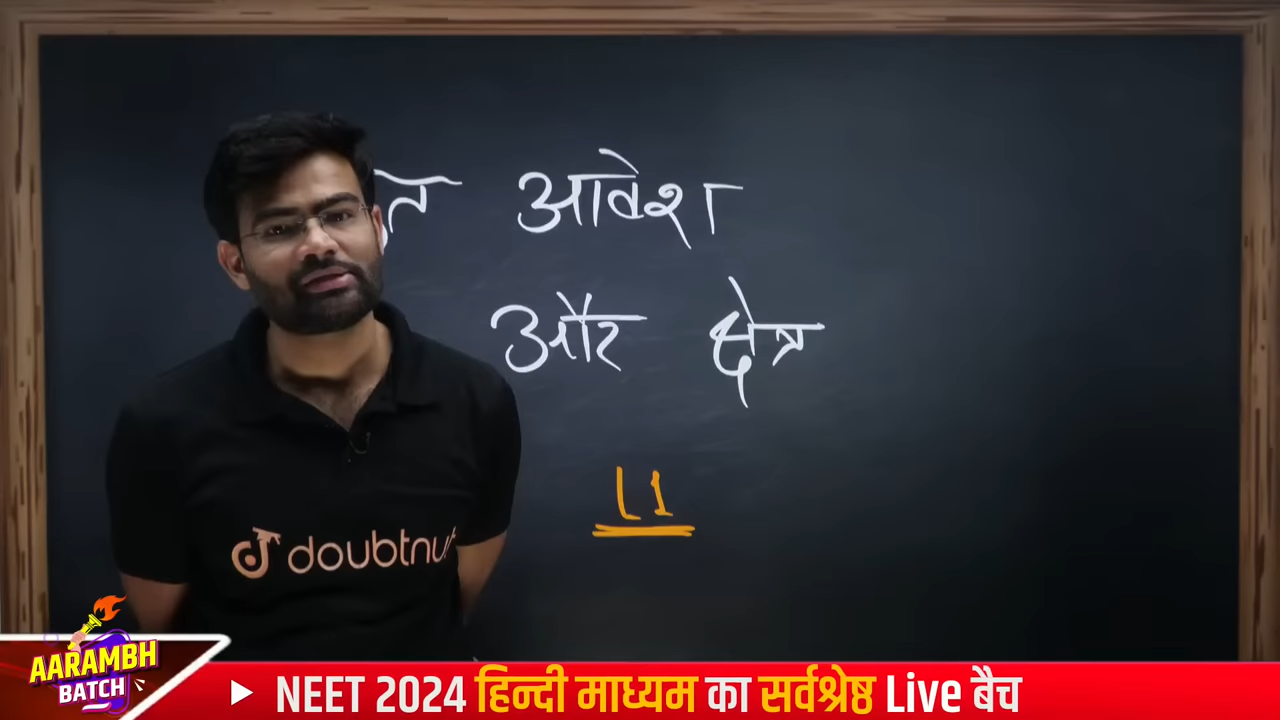 आवेश
और क्षेत्र
L1
doubtnut
AARAMBH
BATCH
NEET 2024 हिन्दी माध्यम का सर्वश्रेष्ठ Live बैच